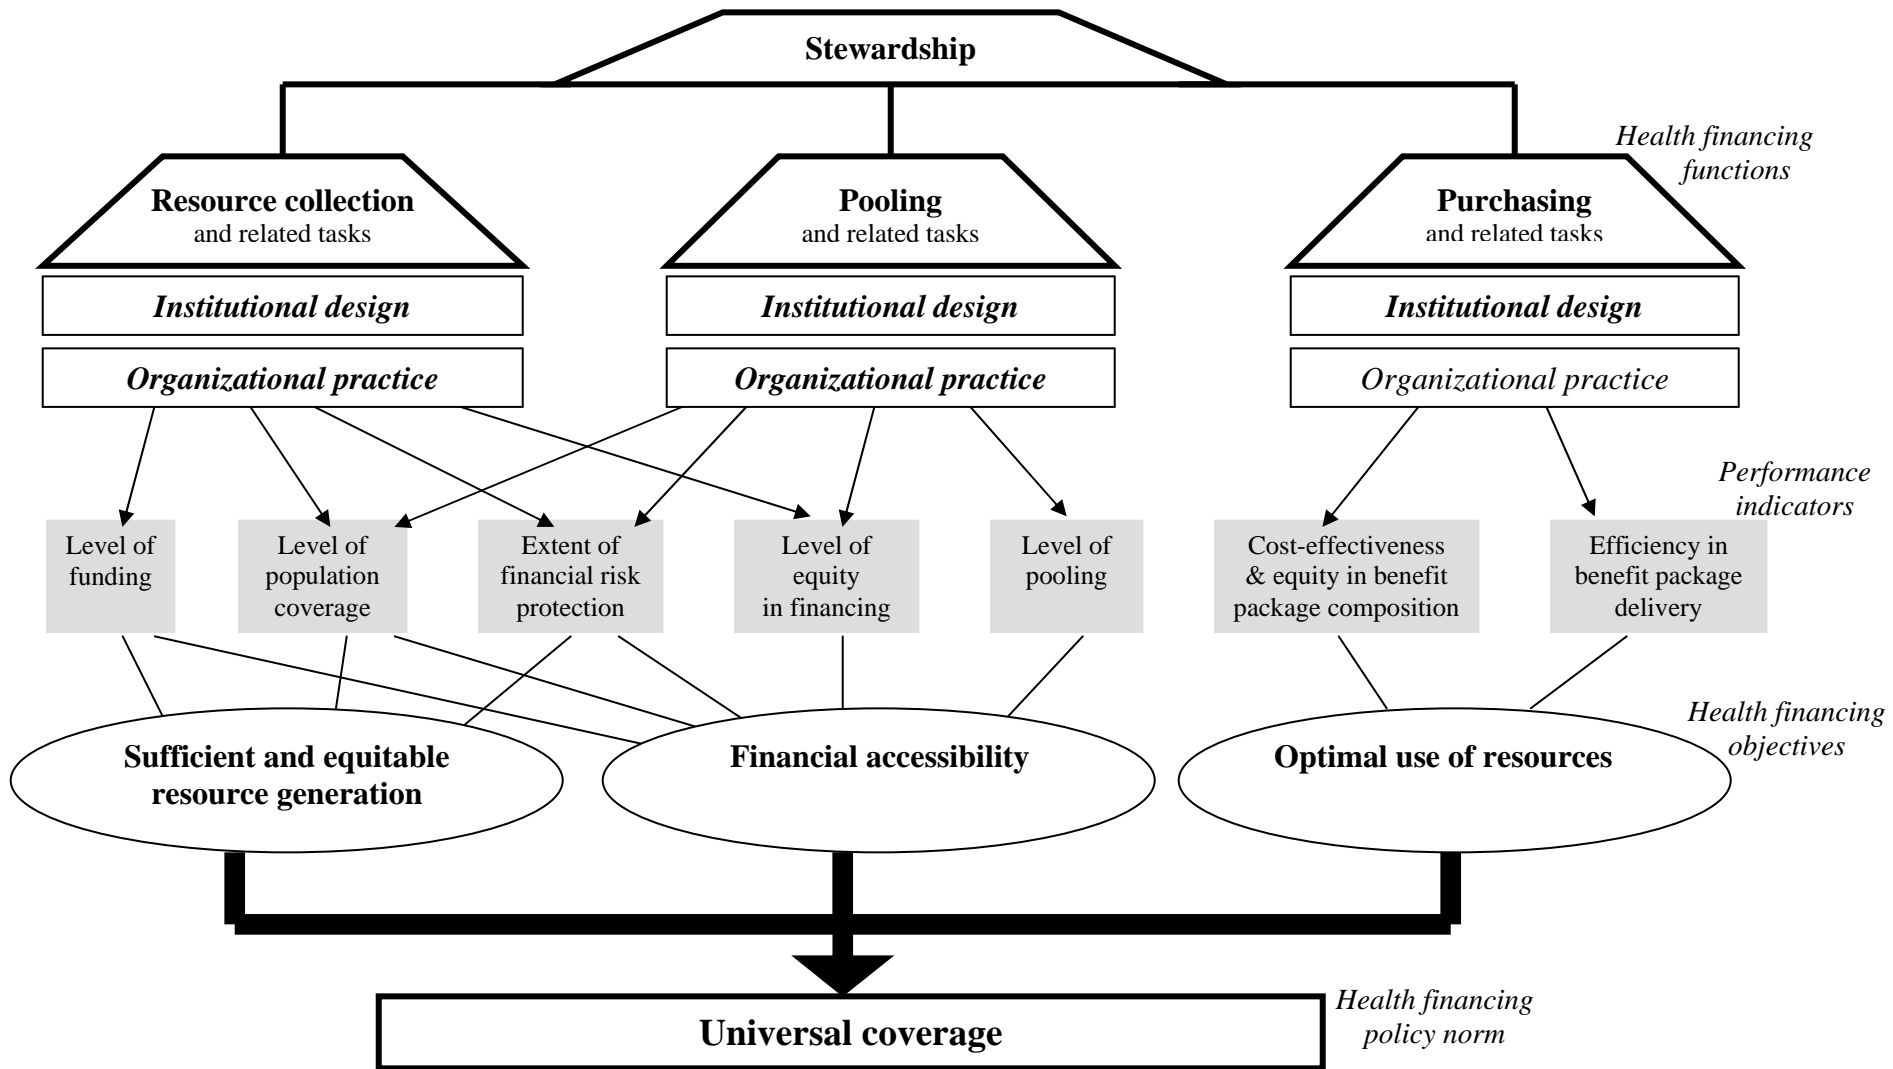 Stewardship
Health financing
functions
Resource collection
and related tasks
Pooling
and related tasks
Purchasing
and related tasks
Institutional design
Institutional design
Institutional design
Organizational practice
Organizational practice
Organizational practice
Performance
indicators
Level of
funding
Level of
population
coverage
Extent of
financial risk
protection
Level of
equity
in financing
Level of
pooling
Cost-effectiveness
& equity in benefit
package composition
Efficiency in
benefit package
delivery
Health financing
objectives
Sufficient and equitable
resource generation
Financial accessibility
Optimal use of resources
Universal coverage
Health financing
policy norm